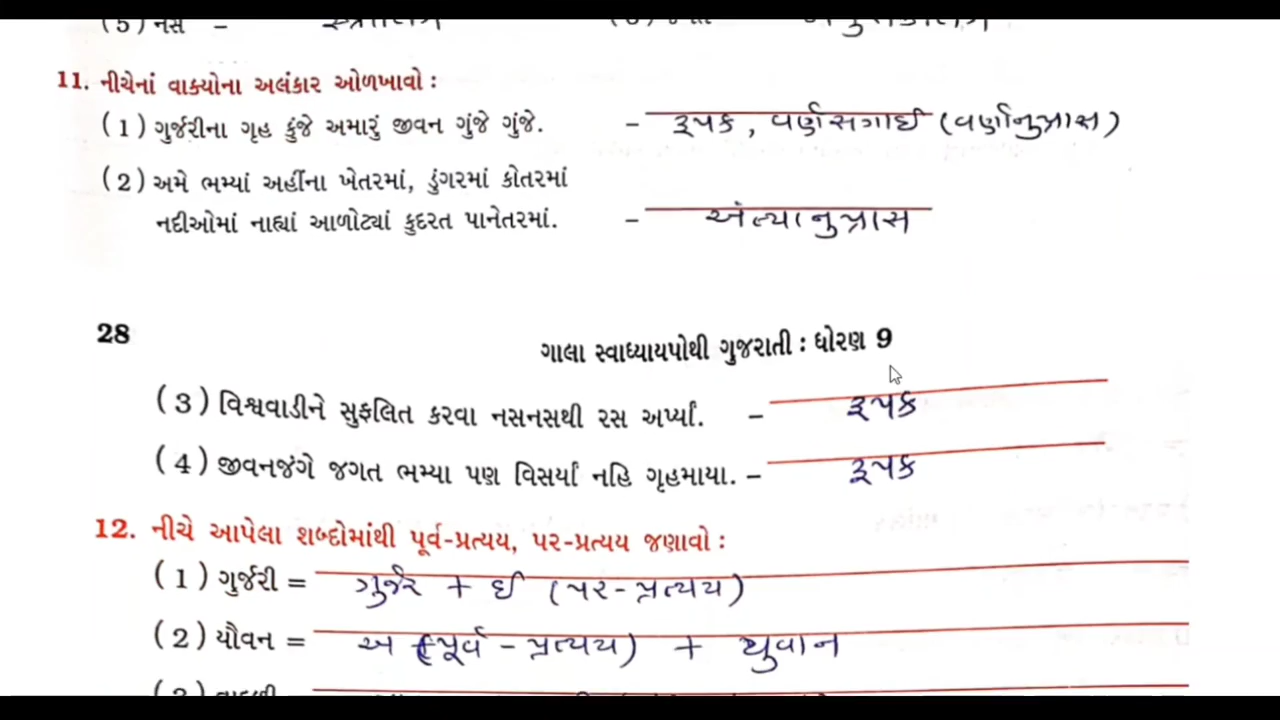 (5) નસ -
11. નીચેનાં વાક્યોના અલંકાર ઓળખાવો :
(1) ગુર્જરીના ગૃહ કુંજે અમારું જીવન ગુંજે ગુંજે. - રૂપક, વર્ણસગાઈ (વર્ણાનુપ્રાસ)
(2) અમે ભમ્યાં અહીંના ખેતરમાં, ડુંગરમાં કોતરમાં
નદીઓમાં નાહ્યાં આળોટ્યાં કુદરત પાનેતરમાં. - અંત્યાનુપ્રાસ
28
ગાલા સ્વાધ્યાયપોથી ગુજરાતી : ધોરણ 9
(3) વિશ્વવાડીને સુફલિત કરવા નસનસથી રસ અર્પ્યાં. - રૂપક
(4) જીવનજંગે જગત ભમ્યા પણ વિસર્યાં નહિ ગૃહમાયા. - રૂપક
12. નીચે આપેલા શબ્દોમાંથી પૂર્વ-પ્રત્યય, પર-પ્રત્યય જણાવો :
(1) ગુર્જરી = ગુર્જર + ઈ (પર-પ્રત્યય)
(2) યૌવન = અ (પૂર્વ-પ્રત્યય) + યુવાન